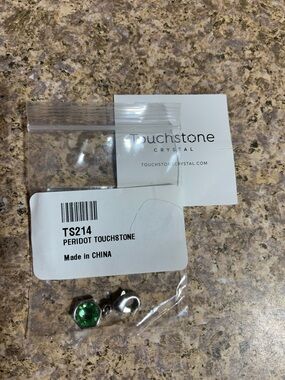 Touchstone
CRYSTAL
TOUCHSTONECRYSTAL.COM
TS214
PERIDOT TOUCHSTONE
Made in CHINA